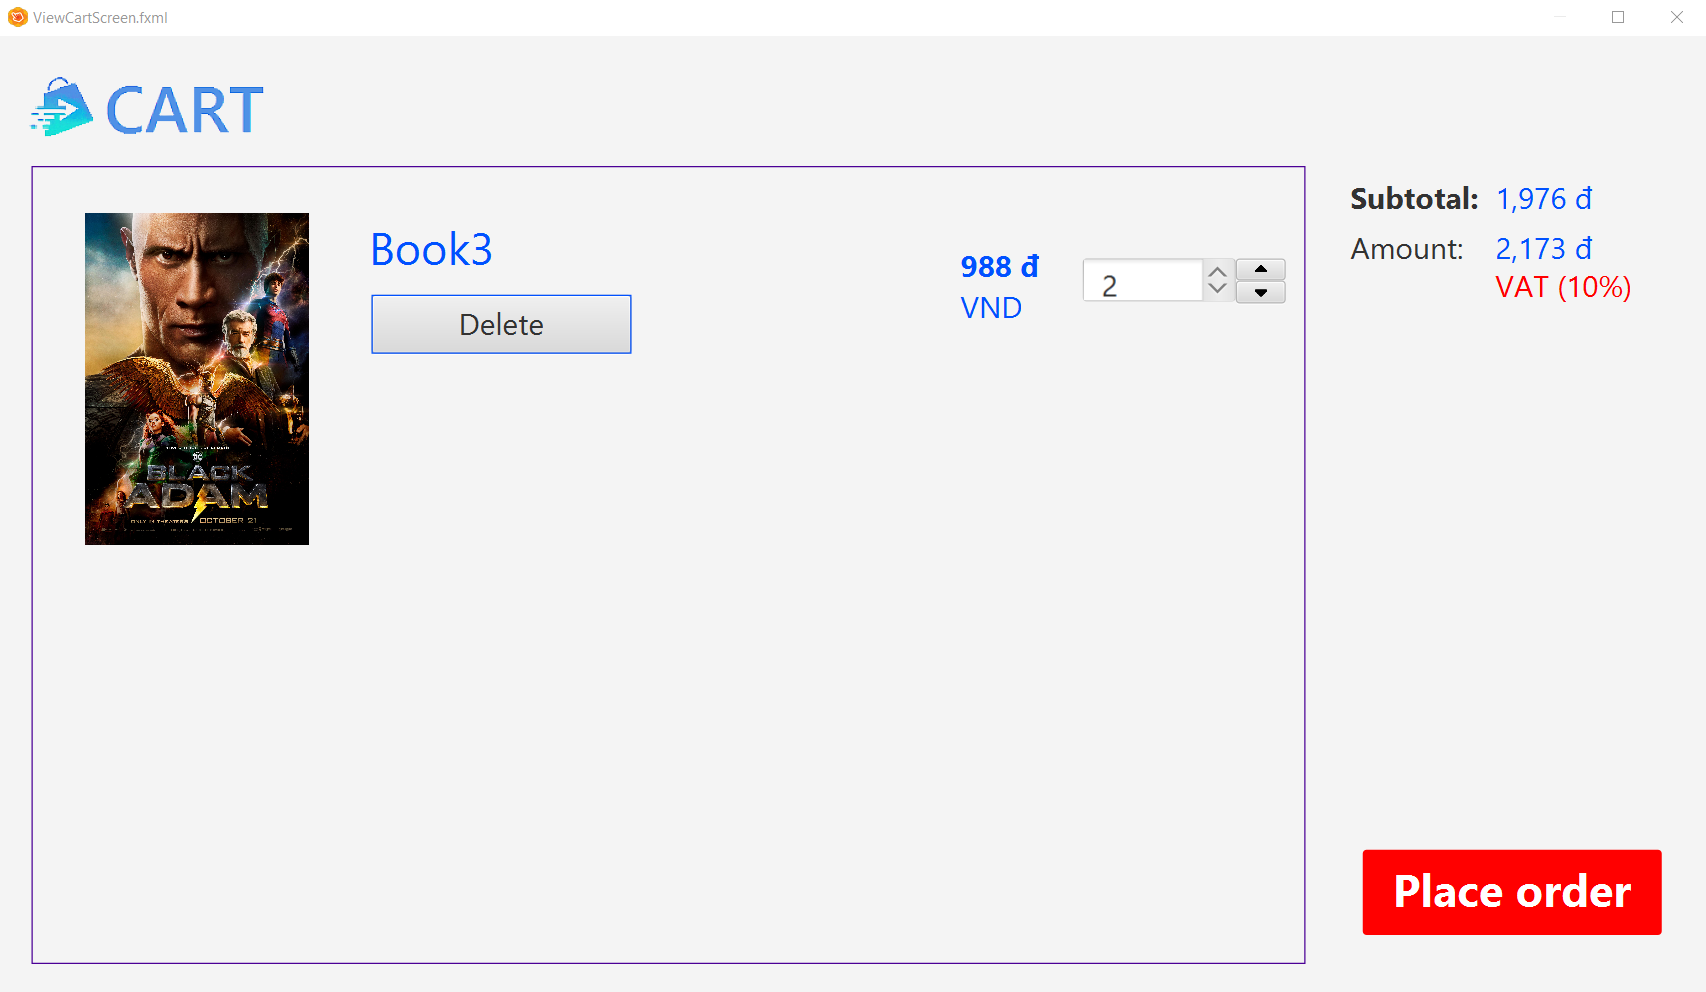 ViewCartScreen.fxml
CART
Subtotal: 1,976 đ
Amount: 2,173 đ
VAT (10%)
Book3
988 đ
VND
2
Delete
DC
BLACK
ADAM
ONLY IN THEATERS OCTOBER 21
Place order